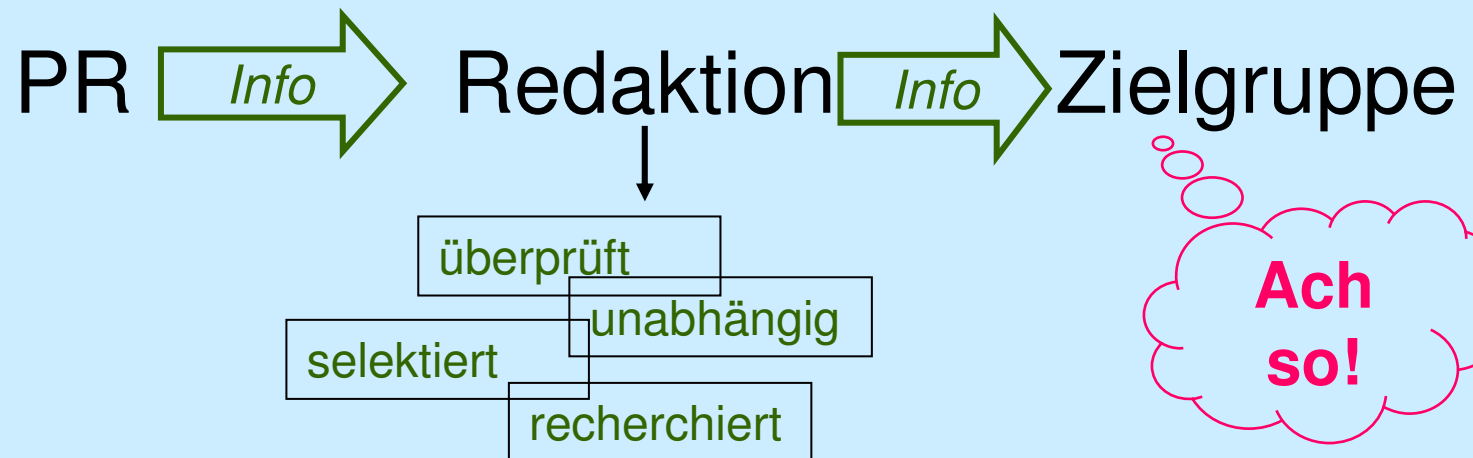 PR Info Redaktion Info Zielgruppe
überprüft
unabhängig
selektiert
recherchiert
Ach
so!